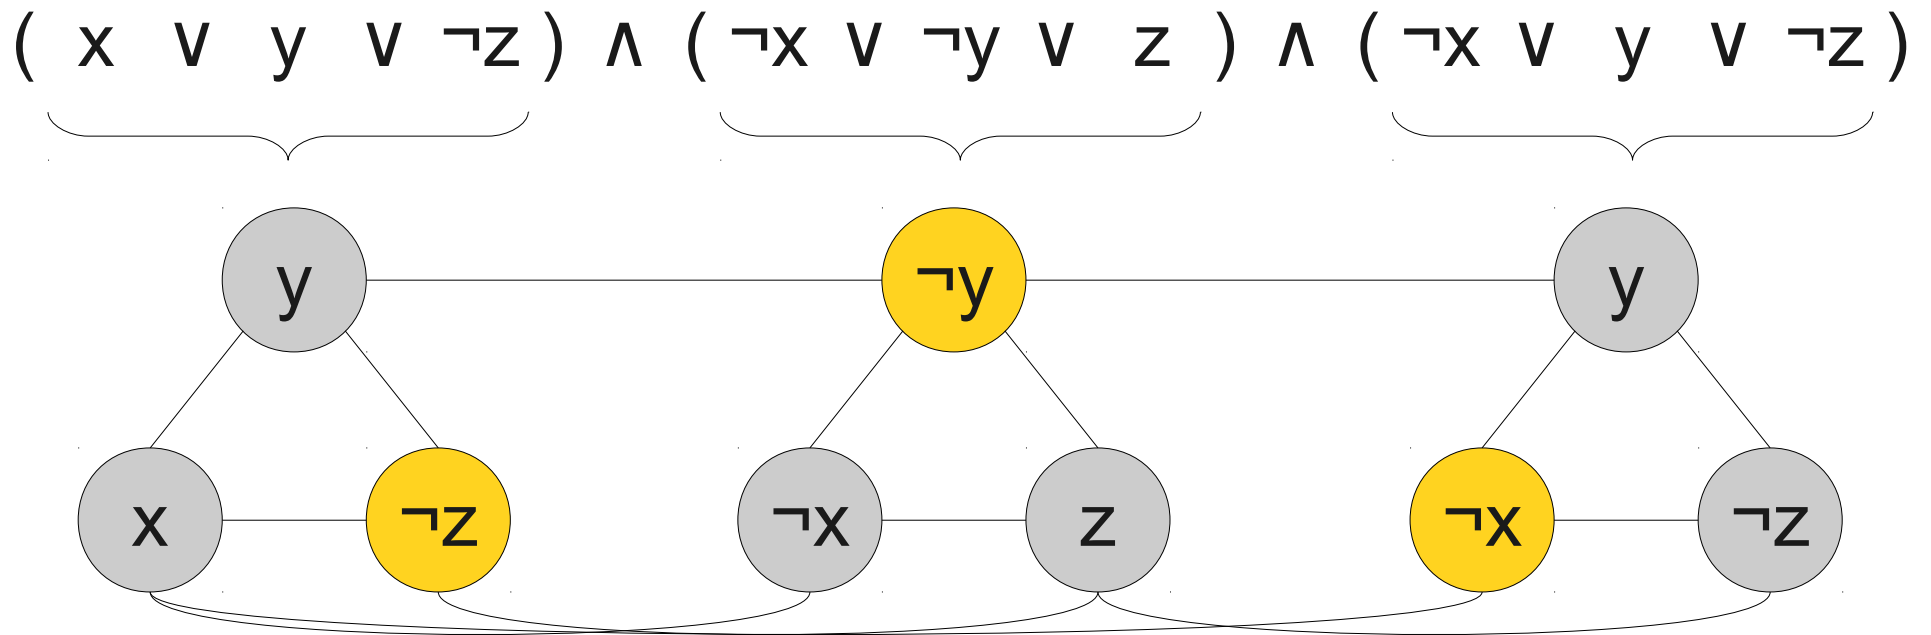 ( x ∨ y ∨ ¬z ) ∧ ( ¬x ∨ ¬y ∨ z ) ∧ ( ¬x ∨ y ∨ ¬z )
y ¬y y
x ¬z ¬x z ¬x ¬z